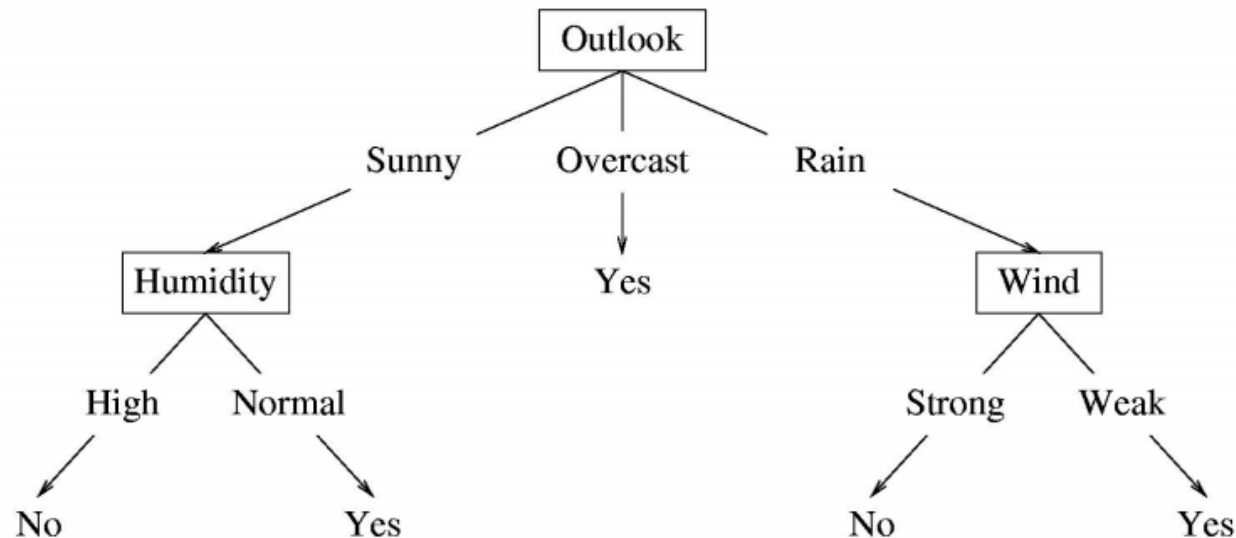 Outlook
Sunny Overcast Rain
Humidity Yes Wind
High Normal Strong Weak
No Yes No Yes